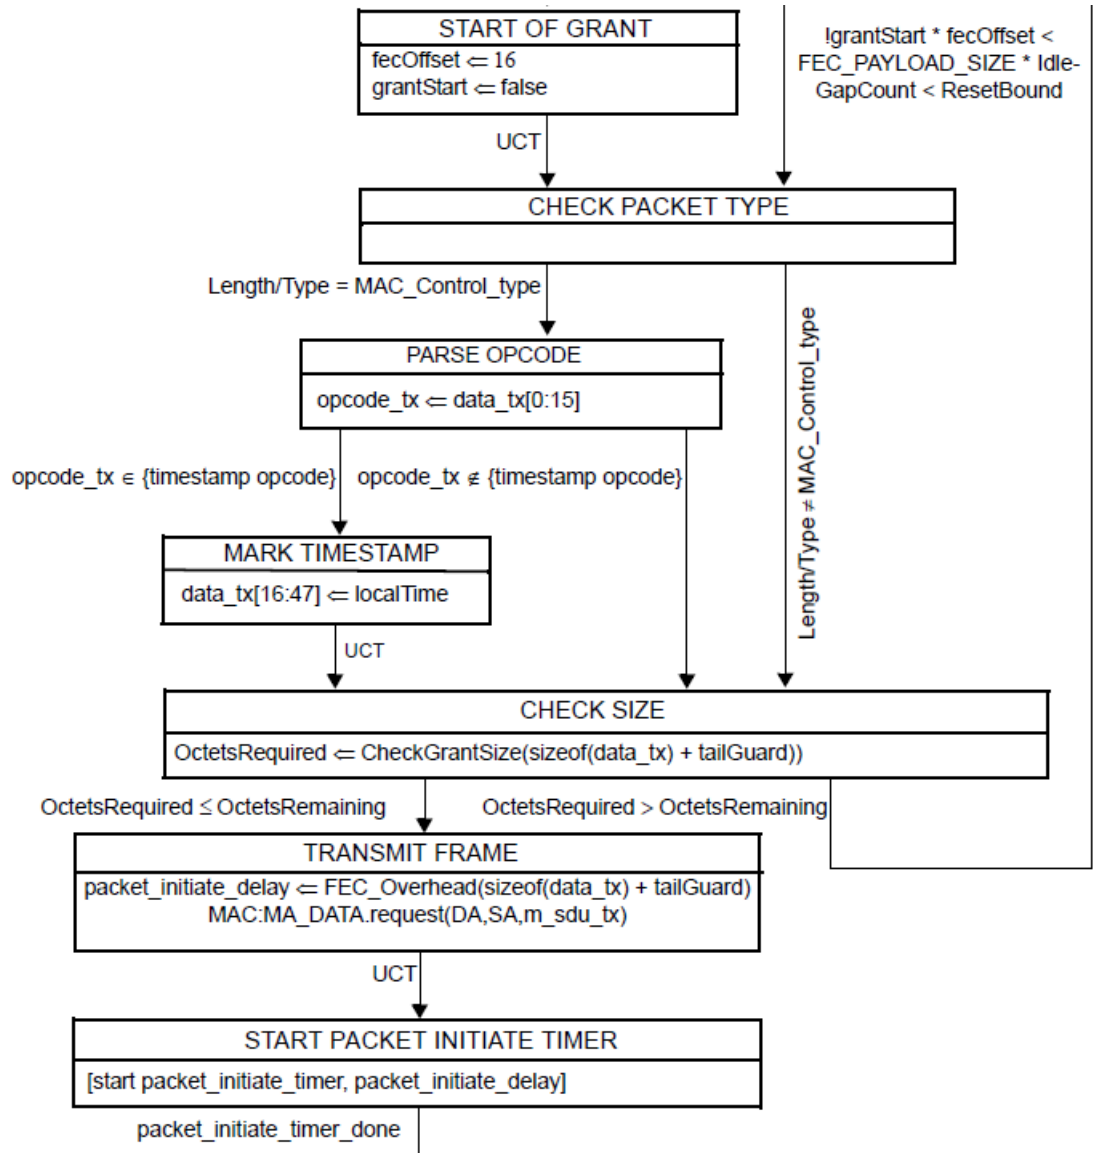 START OF GRANT
fecOffset ⇐ 16
grantStart ⇐ false
!grantStart * fecOffset <
FEC_PAYLOAD_SIZE * Idle-
GapCount < ResetBound
UCT
CHECK PACKET TYPE
Length/Type = MAC_Control_type
Length/Type ≠ MAC_Control_type
PARSE OPCODE
opcode_tx ⇐ data_tx[0:15]
opcode_tx ∈ {timestamp opcode}
opcode_tx ∉ {timestamp opcode}
MARK TIMESTAMP
data_tx[16:47] ⇐ localTime
UCT
CHECK SIZE
OctetsRequired ⇐ CheckGrantSize(sizeof(data_tx) + tailGuard))
OctetsRequired ≤ OctetsRemaining
OctetsRequired > OctetsRemaining
TRANSMIT FRAME
packet_initiate_delay ⇐ FEC_Overhead(sizeof(data_tx) + tailGuard)
MAC:MA_DATA.request(DA,SA,m_sdu_tx)
UCT
START PACKET INITIATE TIMER
[start packet_initiate_timer, packet_initiate_delay]
packet_initiate_timer_done